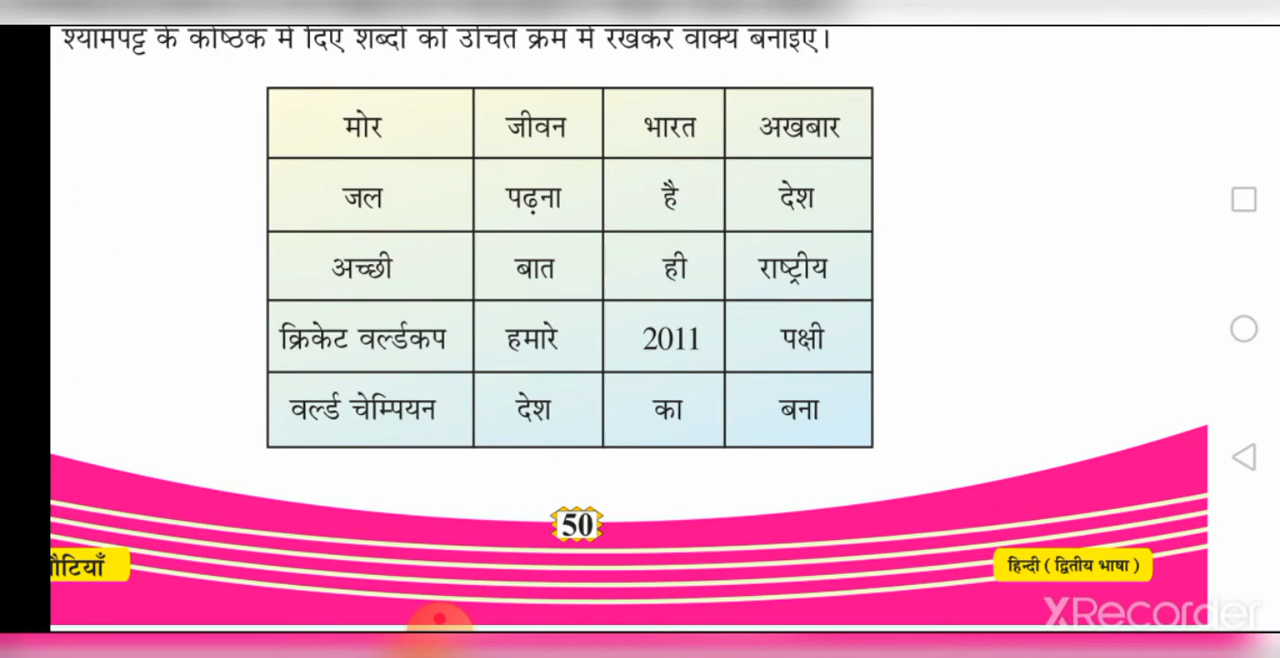 श्यामपट्ट के कोष्ठक में दिए शब्दों को उचित क्रम में रखकर वाक्य बनाइए।
मोर जीवन भारत अखबार
जल पढ़ना है देश
अच्छी बात ही राष्ट्रीय
क्रिकेट वर्ल्डकप हमारे 2011 पक्षी
वर्ल्ड चेम्पियन देश का बना
50
हिन्दी ( द्वितीय भाषा )
XRecorder